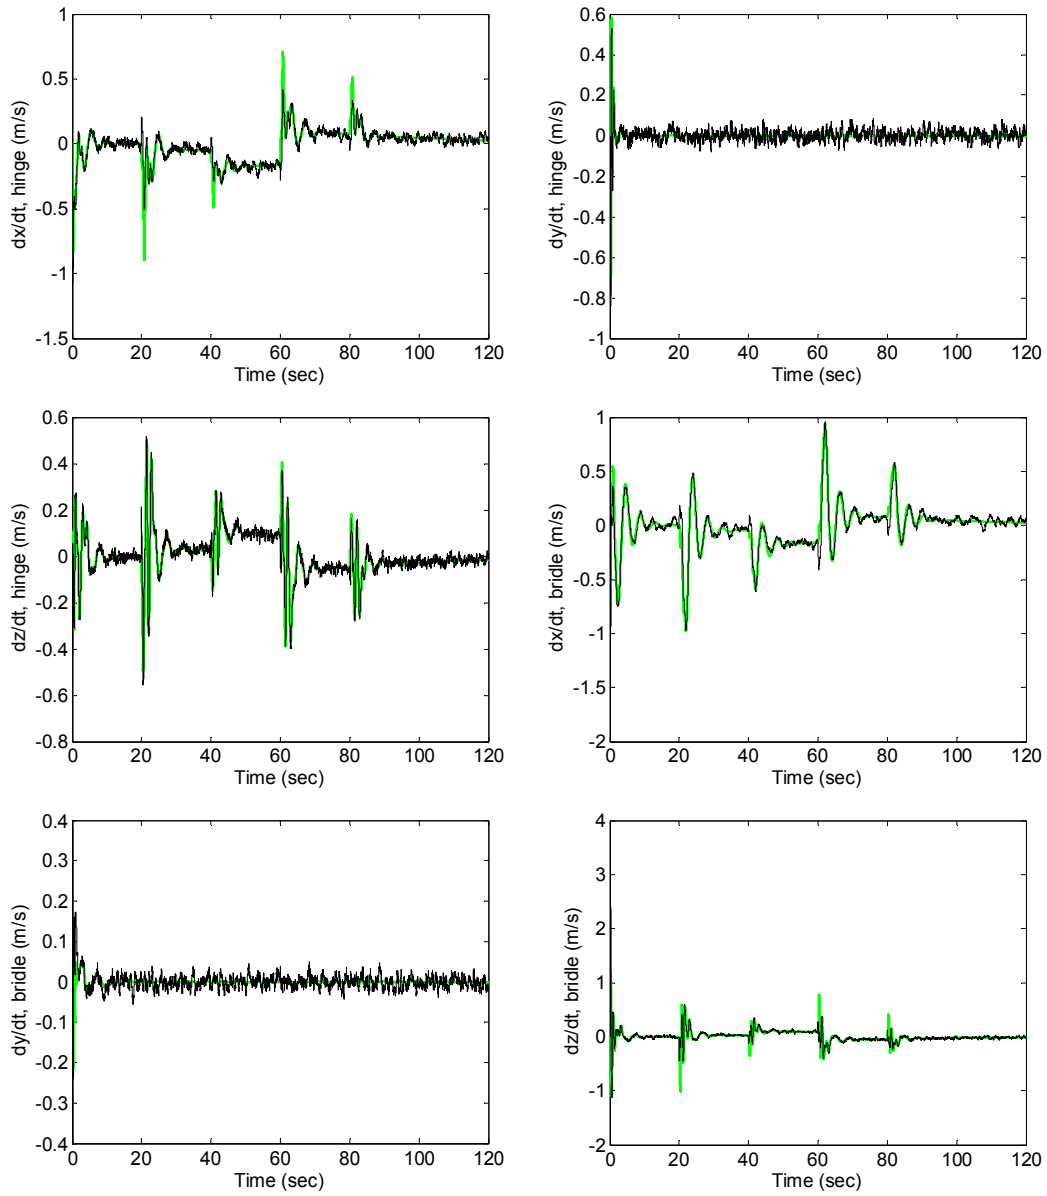 1
0.5
0
-0.5
-1
-1.5
dx/dt, hinge (m/s)
0 20 40 60 80 100 120
Time (sec)
0.6
0.4
0.2
0
-0.2
-0.4
-0.6
-0.8
-1
dy/dt, hinge (m/s)
0 20 40 60 80 100 120
Time (sec)
0.6
0.4
0.2
0
-0.2
-0.4
-0.6
-0.8
dz/dt, hinge (m/s)
0 20 40 60 80 100 120
Time (sec)
1
0.5
0
-0.5
-1
-1.5
-2
dx/dt, bridle (m/s)
0 20 40 60 80 100 120
Time (sec)
0.4
0.3
0.2
0.1
0
-0.1
-0.2
-0.3
-0.4
dy/dt, bridle (m/s)
0 20 40 60 80 100 120
Time (sec)
4
3
2
1
0
-1
-2
dz/dt, bridle (m/s)
0 20 40 60 80 100 120
Time (sec)